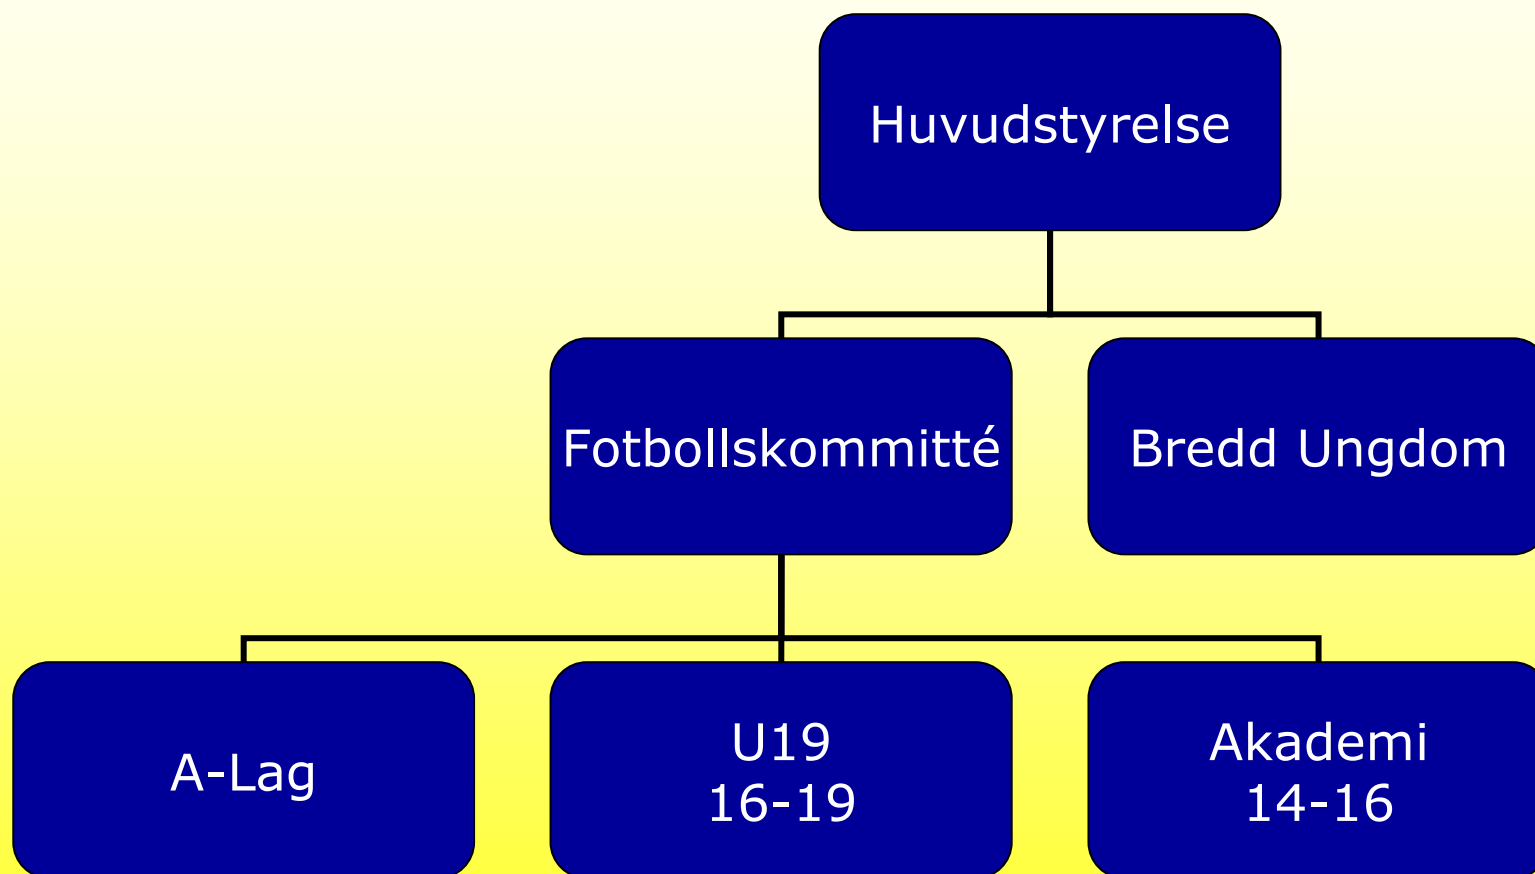 Huvudstyrelse
Fotbollskommitté
Bredd Ungdom
A-Lag
U19
16-19
Akademi
14-16